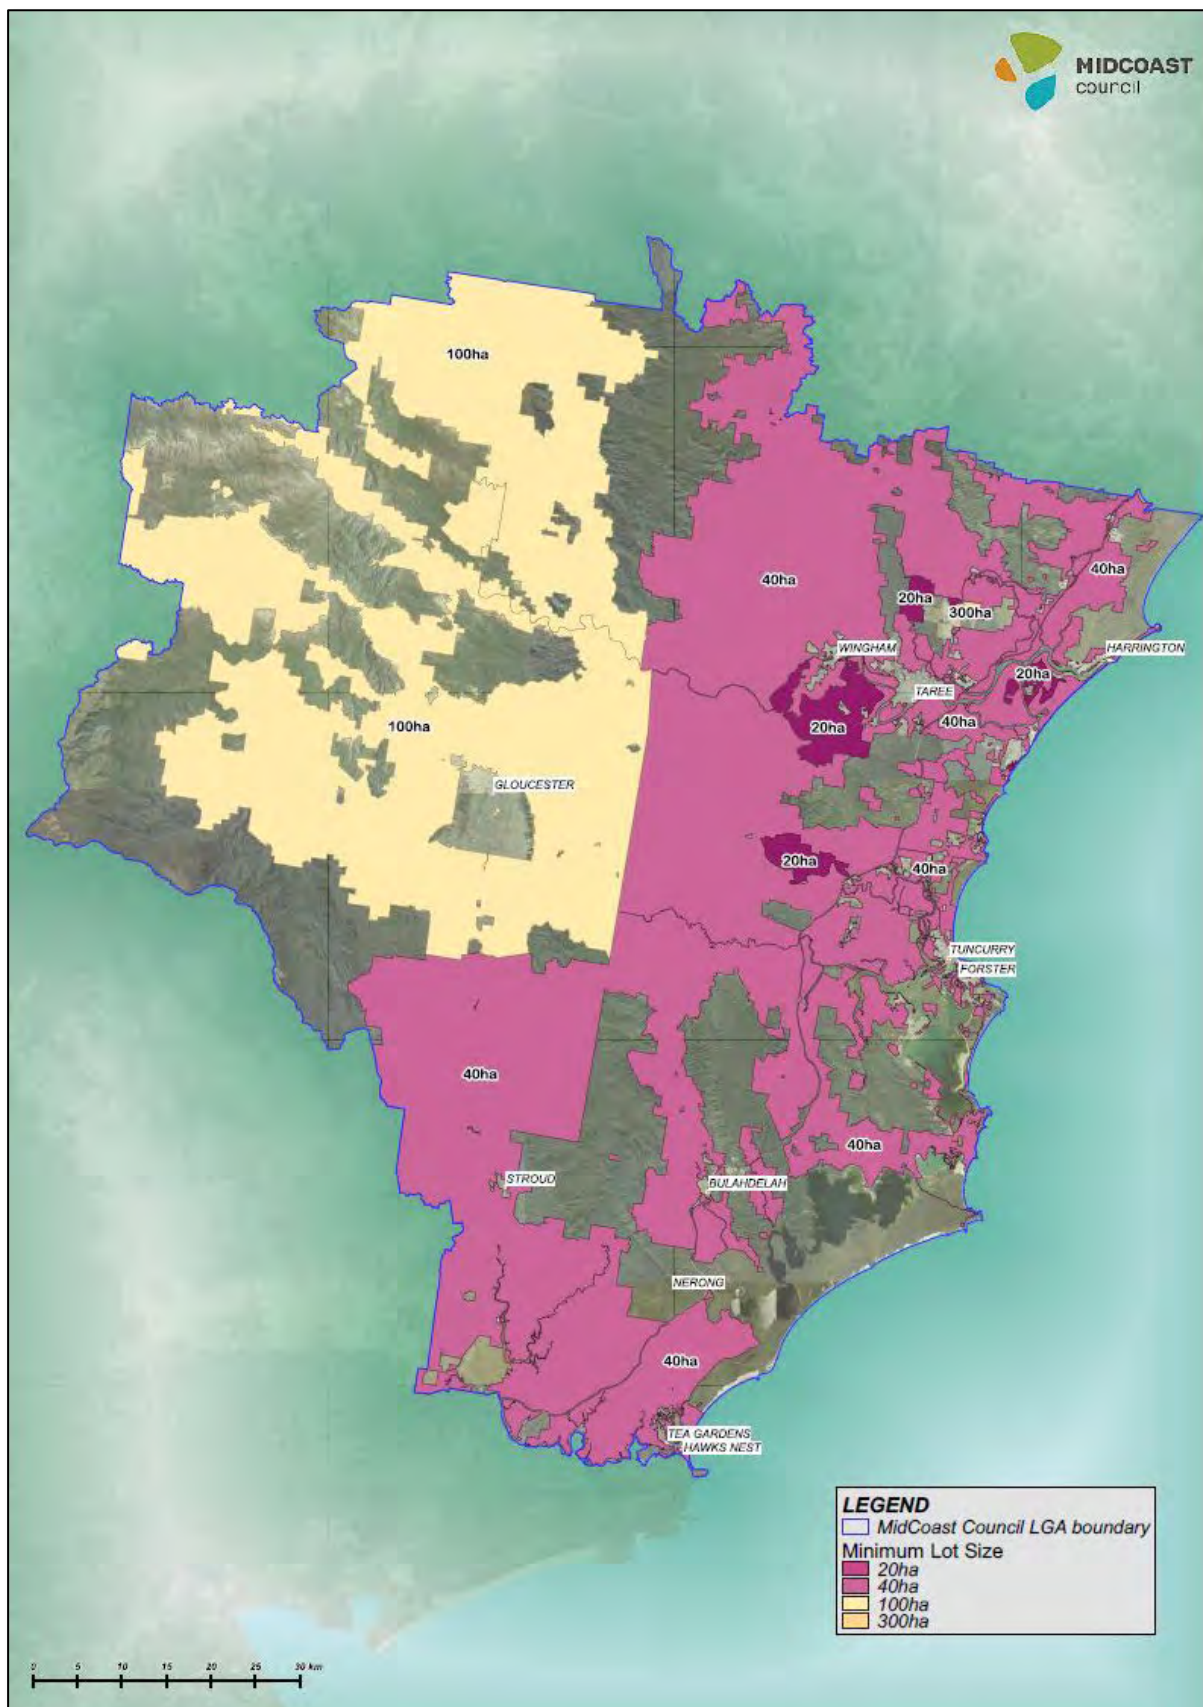 MIDCOAST
council
100ha
40ha
40ha
20ha
300ha
WINGHAM
HARRINGTON
20ha
TAREE
40ha
20ha
100ha
GLOUCESTER
20ha
40ha
TUNCURRY
FORSTER
40ha
40ha
STROUD
BULAHDELAH
NERONG
40ha
TEA GARDENS
HAWKS NEST
LEGEND
MidCoast Council LGA boundary
Minimum Lot Size
20ha
40ha
100ha
300ha
0 5 10 15 20 25 30 km